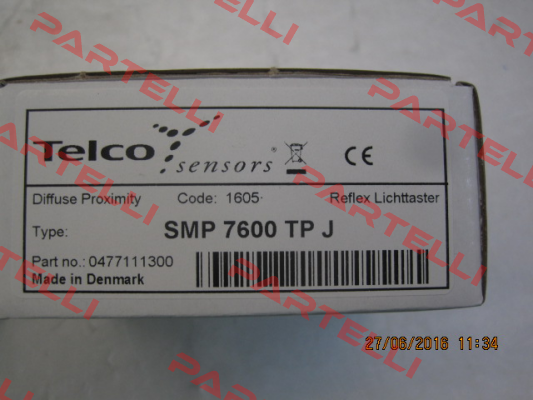 Telco sensors ®
CE
Diffuse Proximity Code: 1605 Reflex Lichttaster
Type: SMP 7600 TP J
Part no.: 0477111300
Made in Denmark
27/06/2016 11:34
PARTELLI
PARTELLI
PARTELLI
PARTELLI
PARTELLI
PARTELLI